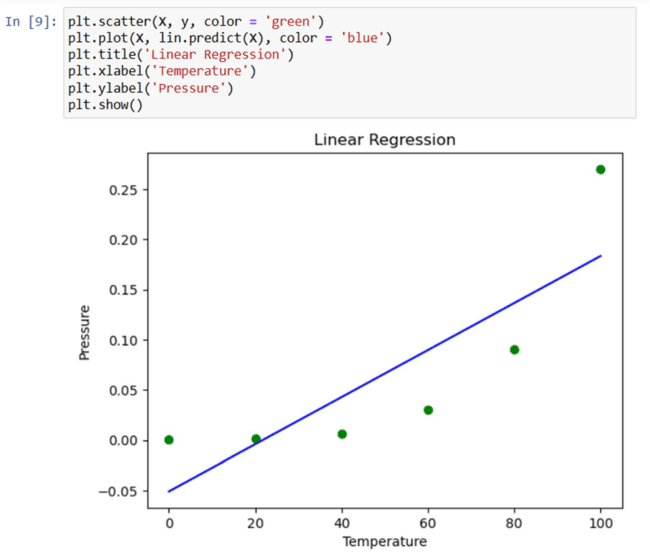 In [9]: plt.scatter(X, y, color = 'green')
plt.plot(X, lin.predict(X), color = 'blue')
plt.title('Linear Regression')
plt.xlabel('Temperature')
plt.ylabel('Pressure')
plt.show()
Linear Regression
0.25
0.20
0.15
0.10
0.05
0.00
−0.05
Pressure
0 20 40 60 80 100
Temperature